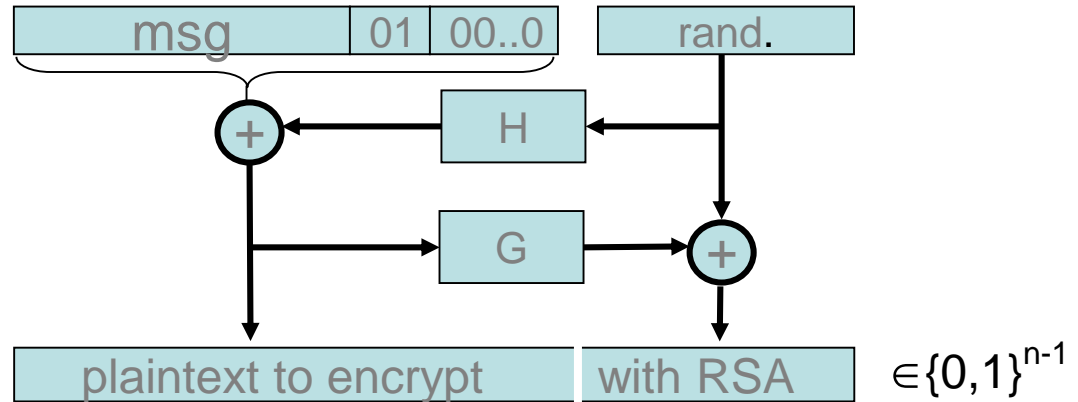 msg 01 00..0 rand.
+ H
G +
plaintext to encrypt with RSA ∈{0,1}ⁿ⁻¹